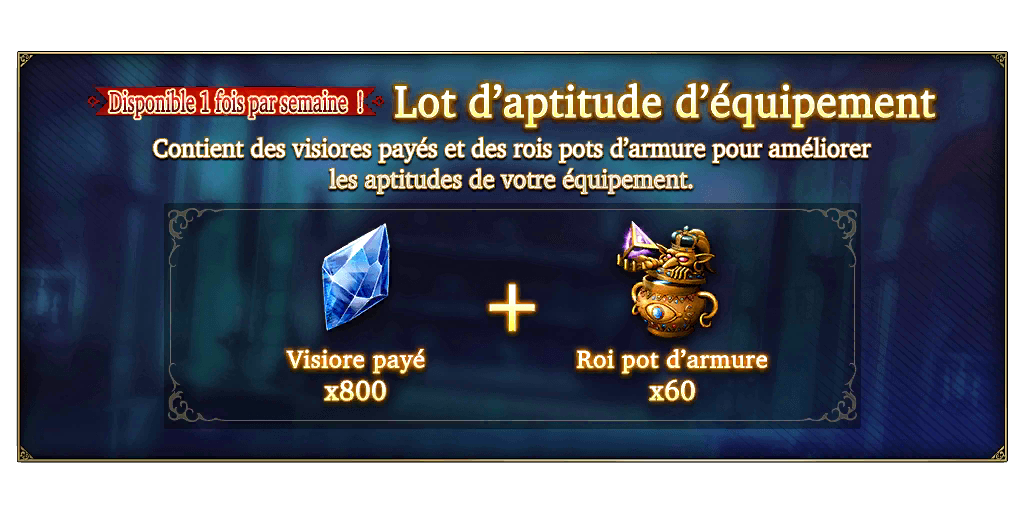 Disponible 1 fois par semaine !
Lot d’aptitude d’équipement
Contient des visiores payés et des rois pots d’armure pour améliorer
les aptitudes de votre équipement.
Visiore payé
x800
+
Roi pot d’armure
x60